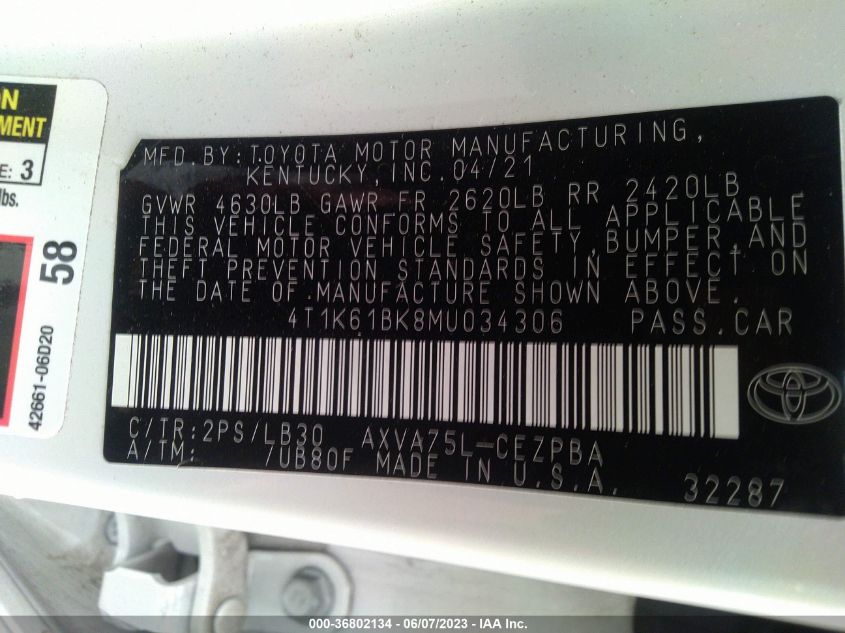 ON
MENT
E: 3
lbs.
58
42661-06D20
MFD. BY: TOYOTA MOTOR MANUFACTURING,
KENTUCKY, INC. 04/21
GVWR 4630LB GAWR FR 2620LB RR 2420LB
THIS VEHICLE CONFORMS TO ALL APPLICABLE
FEDERAL MOTOR VEHICLE SAFETY, BUMPER, AND
THEFT PREVENTION STANDARDS IN EFFECT ON
THE DATE OF MANUFACTURE SHOWN ABOVE.
4T1K61BK8MU034306 PASS. CAR
C/TR: 2PS/LB30 AXVA75L-CEZPBA
A/TM: /UB80F MADE IN U.S.A. 32287
000-36802134 - 06/07/2023 - IAA Inc.